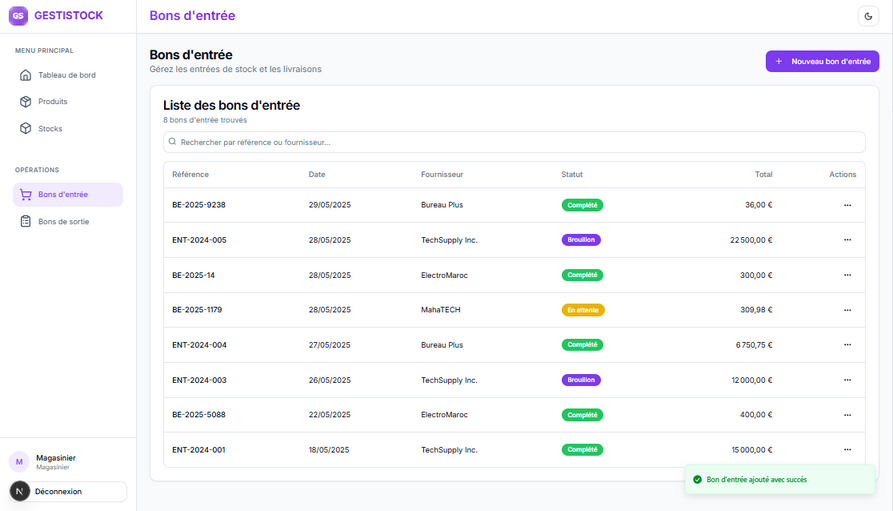 GS GESTISTOCK
Bons d'entrée
MENU PRINCIPAL
Tableau de bord
Produits
Stocks
OPÉRATIONS
Bons d'entrée
Bons de sortie
M
Magasinier
Magasinier
N
Déconnexion
Bons d'entrée
Gérez les entrées de stock et les livraisons
+ Nouveau bon d'entrée
Liste des bons d'entrée
8 bons d'entrée trouvés
Rechercher par référence ou fournisseur...
Référence Date Fournisseur Statut Total Actions
BE-2025-9238 29/05/2025 Bureau Plus Complété 36,00 € ...
ENT-2024-005 28/05/2025 TechSupply Inc. Brouillon 22 500,00 € ...
BE-2025-14 28/05/2025 ElectroMaroc Complété 300,00 € ...
BE-2025-1179 28/05/2025 MahaTECH En attente 309,98 € ...
ENT-2024-004 27/05/2025 Bureau Plus Complété 6 750,75 € ...
ENT-2024-003 26/05/2025 TechSupply Inc. Brouillon 12 000,00 € ...
BE-2025-5088 22/05/2025 ElectroMaroc Complété 400,00 € ...
ENT-2024-001 18/05/2025 TechSupply Inc. Complété 15 000,00 € ...
Bon d'entrée ajouté avec succès